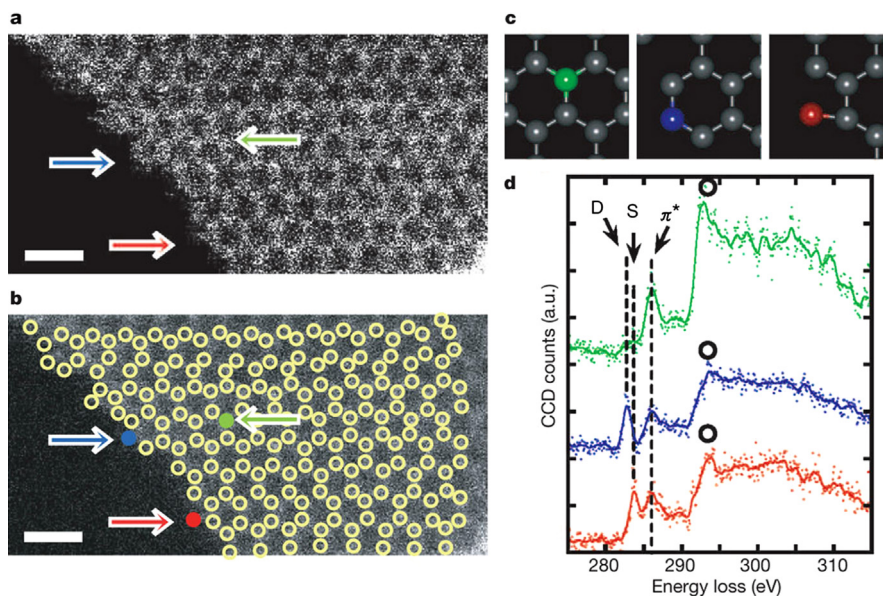 a
b
c
d
D
S
π*
CCD counts (a.u.)
280 290 300 310
Energy loss (eV)